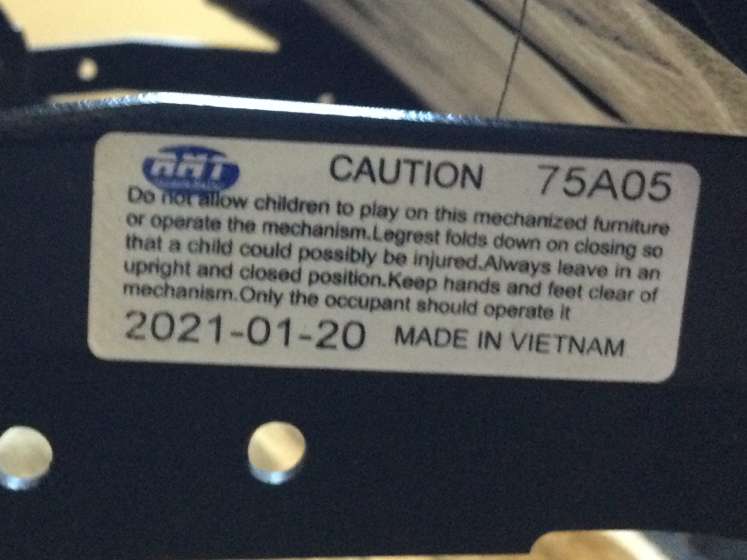 RMT CAUTION 75A05
Do not allow children to play on this mechanized furniture
or operate the mechanism.Legrest folds down on closing so
that a child could possibly be injured.Always leave in an
upright and closed position.Keep hands and feet clear of
mechanism.Only the occupant should operate it
2021-01-20 MADE IN VIETNAM